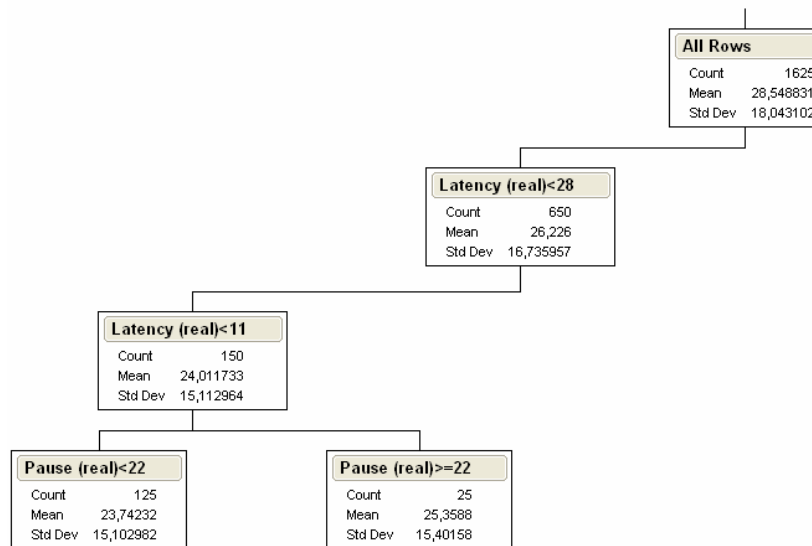 All Rows
Count 1625
Mean 28,548831
Std Dev 18,043102
Latency (real)<28
Count 650
Mean 26,226
Std Dev 16,735957
Latency (real)<11
Count 150
Mean 24,011733
Std Dev 15,112964
Pause (real)<22
Count 125
Mean 23,74232
Std Dev 15,102982
Pause (real)>=22
Count 25
Mean 25,3588
Std Dev 15,40158